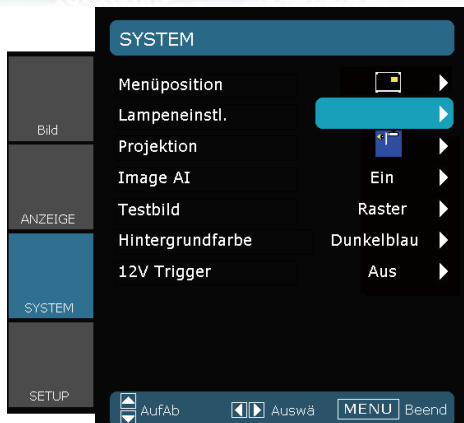 SYSTEM
Menüposition
Lampeneinstl.
Projektion
Image AI Ein
Testbild Raster
Hintergrundfarbe Dunkelblau
12V Trigger Aus
Bild
ANZEIGE
SYSTEM
SETUP
AufAb Auswä MENU Beend